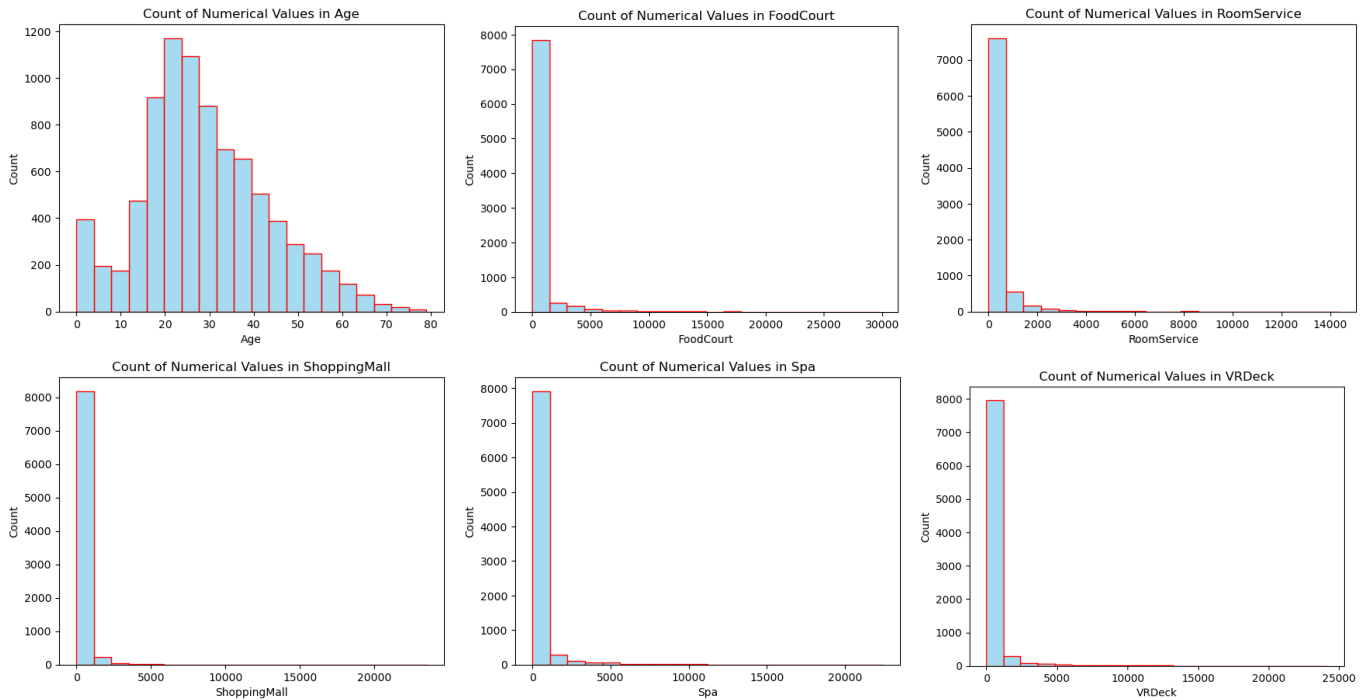 Count of Numerical Values in Age
1200
1000
800
600
400
200
0
Count
0 10 20 30 40 50 60 70 80
Age
Count of Numerical Values in FoodCourt
8000
7000
6000
5000
4000
3000
2000
1000
0
Count
0 5000 10000 15000 20000 25000 30000
FoodCourt
Count of Numerical Values in RoomService
7000
6000
5000
4000
3000
2000
1000
0
Count
0 2000 4000 6000 8000 10000 12000 14000
RoomService
Count of Numerical Values in ShoppingMall
8000
7000
6000
5000
4000
3000
2000
1000
0
Count
0 5000 10000 15000 20000
ShoppingMall
Count of Numerical Values in Spa
8000
7000
6000
5000
4000
3000
2000
1000
0
Count
0 5000 10000 15000 20000
Spa
Count of Numerical Values in VRDeck
8000
7000
6000
5000
4000
3000
2000
1000
0
Count
0 5000 10000 15000 20000 25000
VRDeck